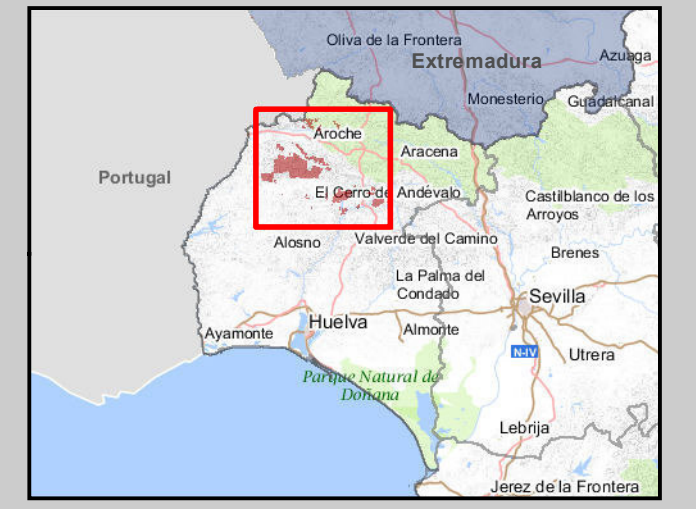 Oliva de la Frontera
Extremadura
Azuaga
Monesterio
Guadalcanal
Aroche
Aracena
Portugal
El Cerro de Andévalo
Castilblanco de los
Arroyos
Alosno
Valverde del Camino
Brenes
La Palma del
Condado
Sevilla
Huelva
Ayamonte
Almonte
N-IV
Utrera
Parque Natural de
Doñana
Lebrija
Jerez de la Frontera